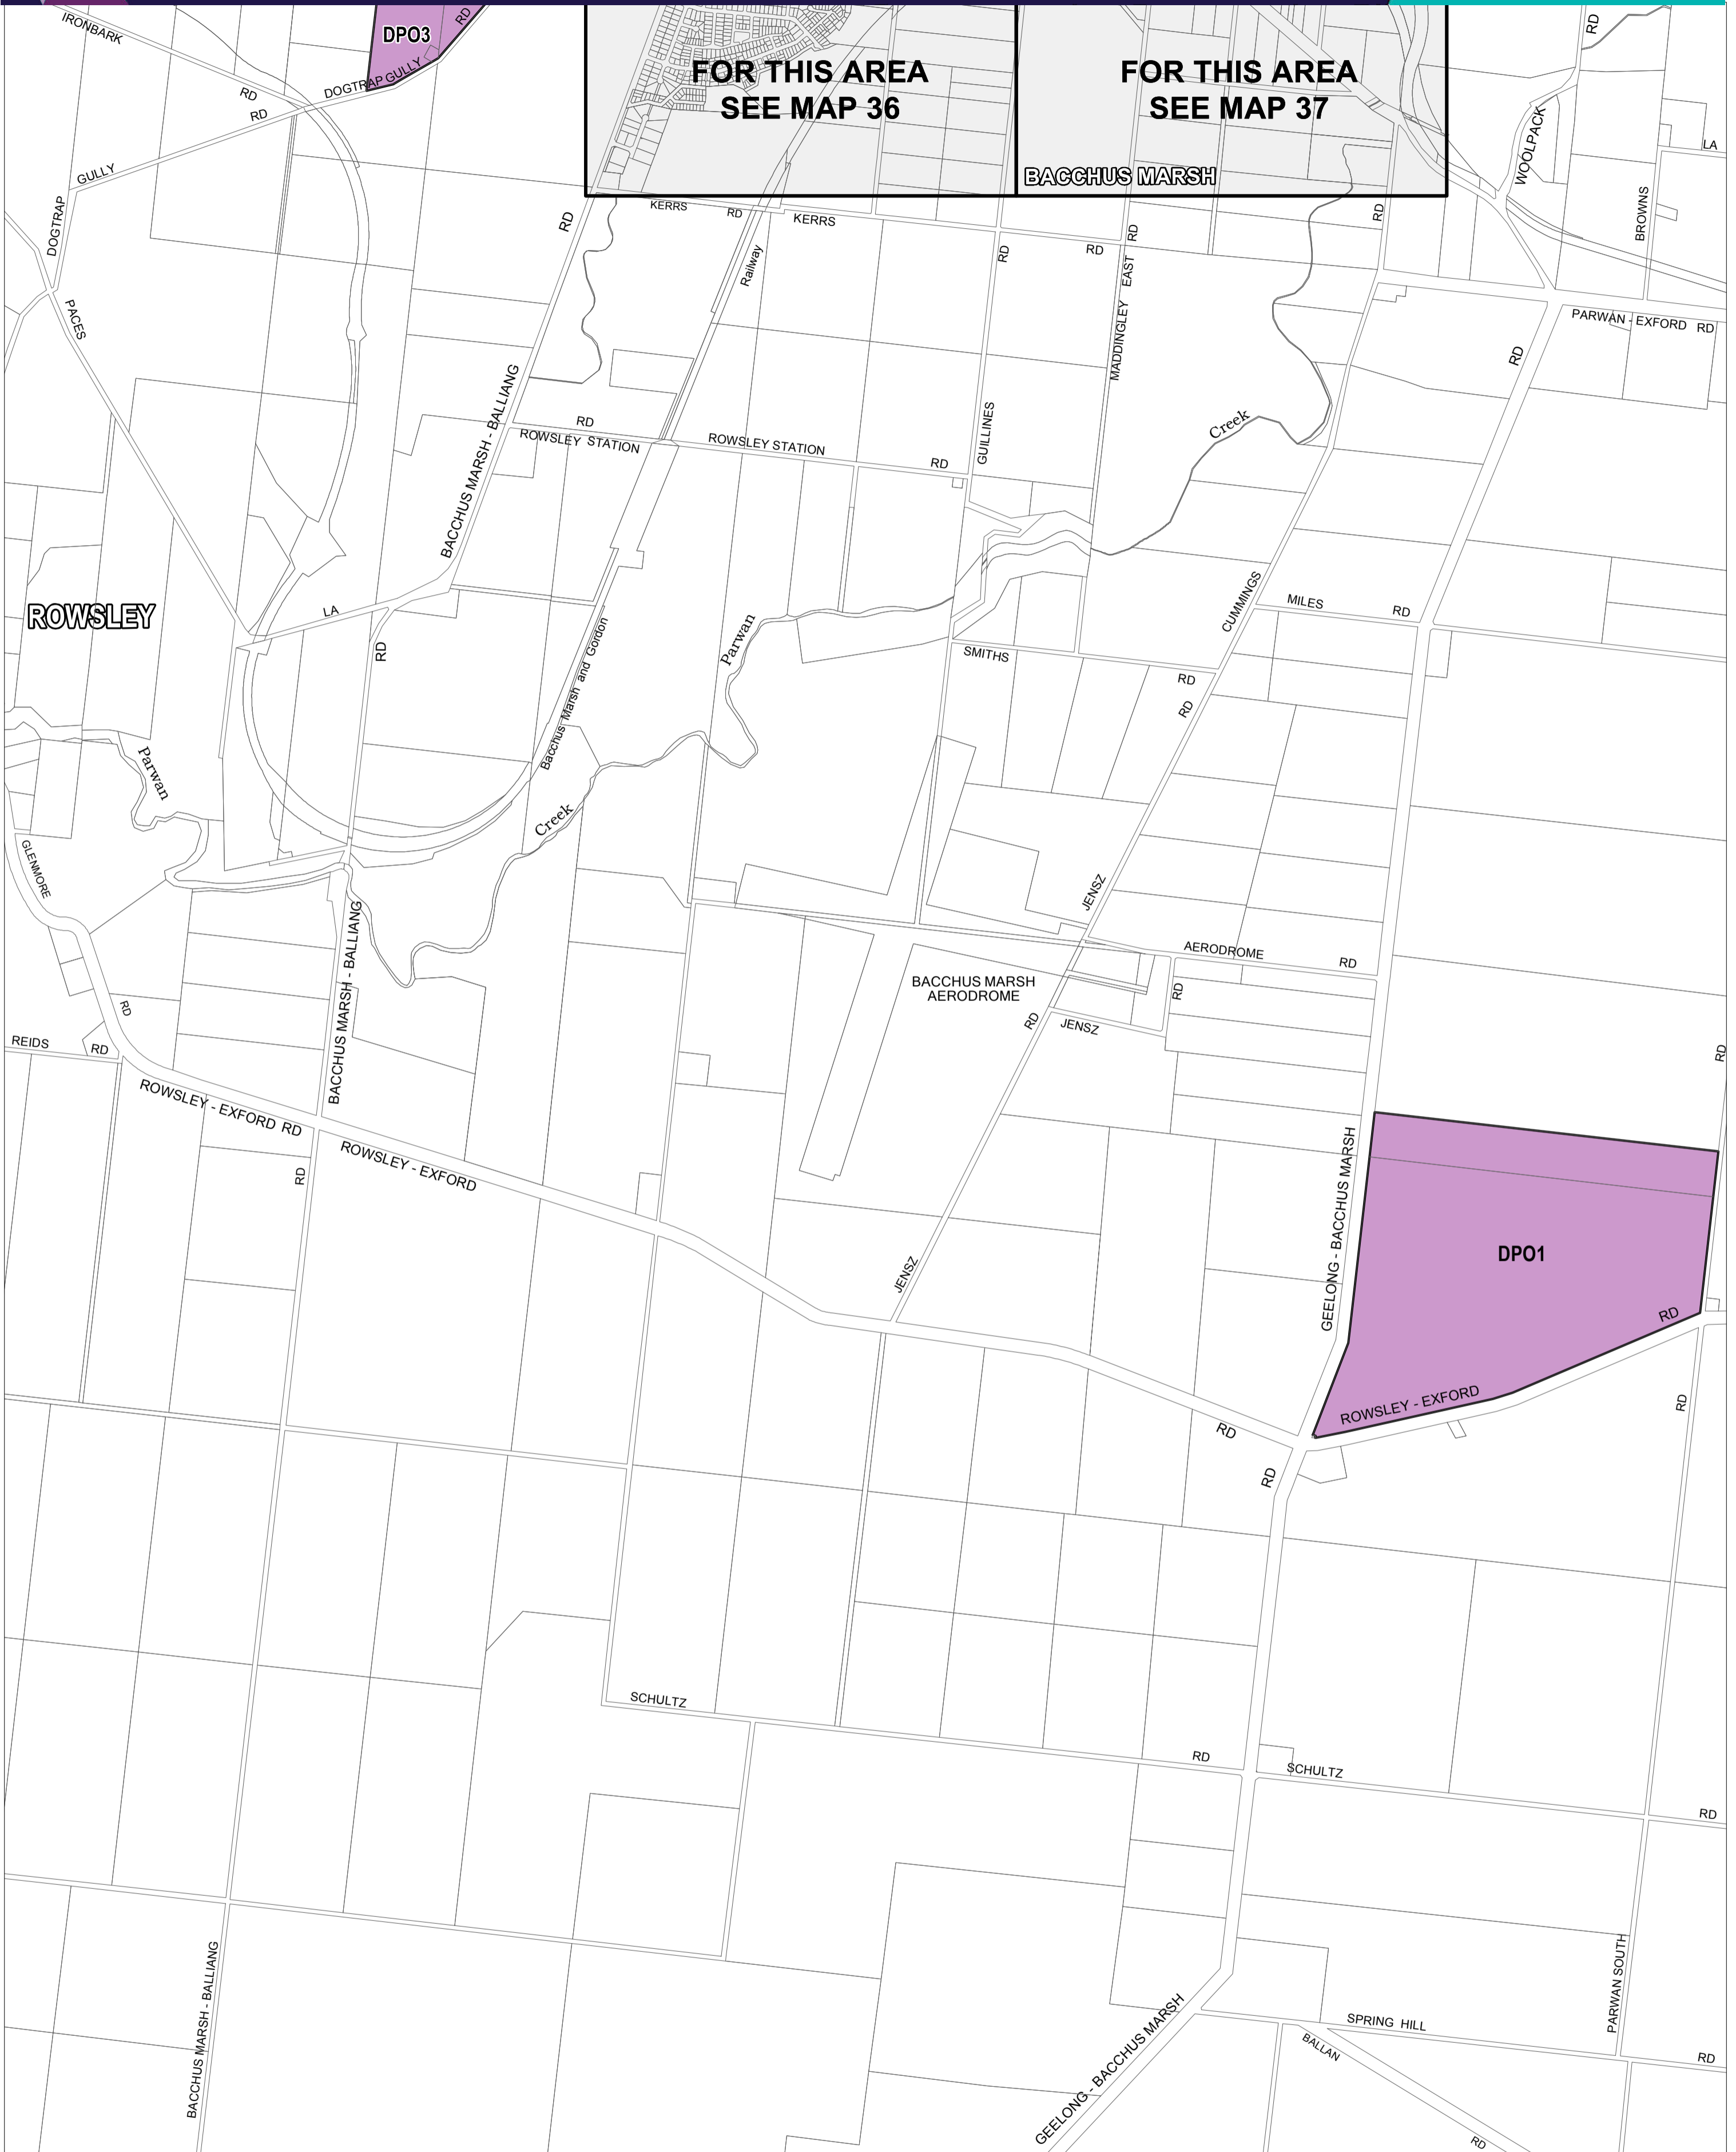 IRONBARK
RD
DPO3
RD
DOGTRAP GULLY
RD
GULLY
DOGTRAP
PACES
FOR THIS AREA
SEE MAP 36
FOR THIS AREA
SEE MAP 37
BACCHUS MARSH
RD
WOOLPACK
LA
BROWNS
RD
KERRS
RD
KERRS
RD
RD
RD
EAST
MADDINGLEY
RD
Railway
PARWAN - EXFORD RD
RD
BACCHUS MARSH - BALLIANG
RD
ROWSLEY STATION
ROWSLEY STATION
RD
GUILLINES
Creek
ROWSLEY
LA
RD
Bacchus Marsh and Gordon
Parwan
CUMMINGS
MILES
RD
SMITHS
RD
RD
Parwan
Creek
GLENMORE
JENSZ
AERODROME
RD
BACCHUS MARSH
AERODROME
RD
RD
JENSZ
BACCHUS MARSH - BALLIANG
RD
REIDS
RD
RD
ROWSLEY - EXFORD RD
ROWSLEY - EXFORD
RD
GEELONG - BACCHUS MARSH
DPO1
JENSZ
RD
ROWSLEY - EXFORD
RD
RD
RD
SCHULTZ
RD
SCHULTZ
RD
BACCHUS MARSH - BALLIANG
PARWAN SOUTH
GEELONG - BACCHUS MARSH
SPRING HILL
BALLAN
RD
RD